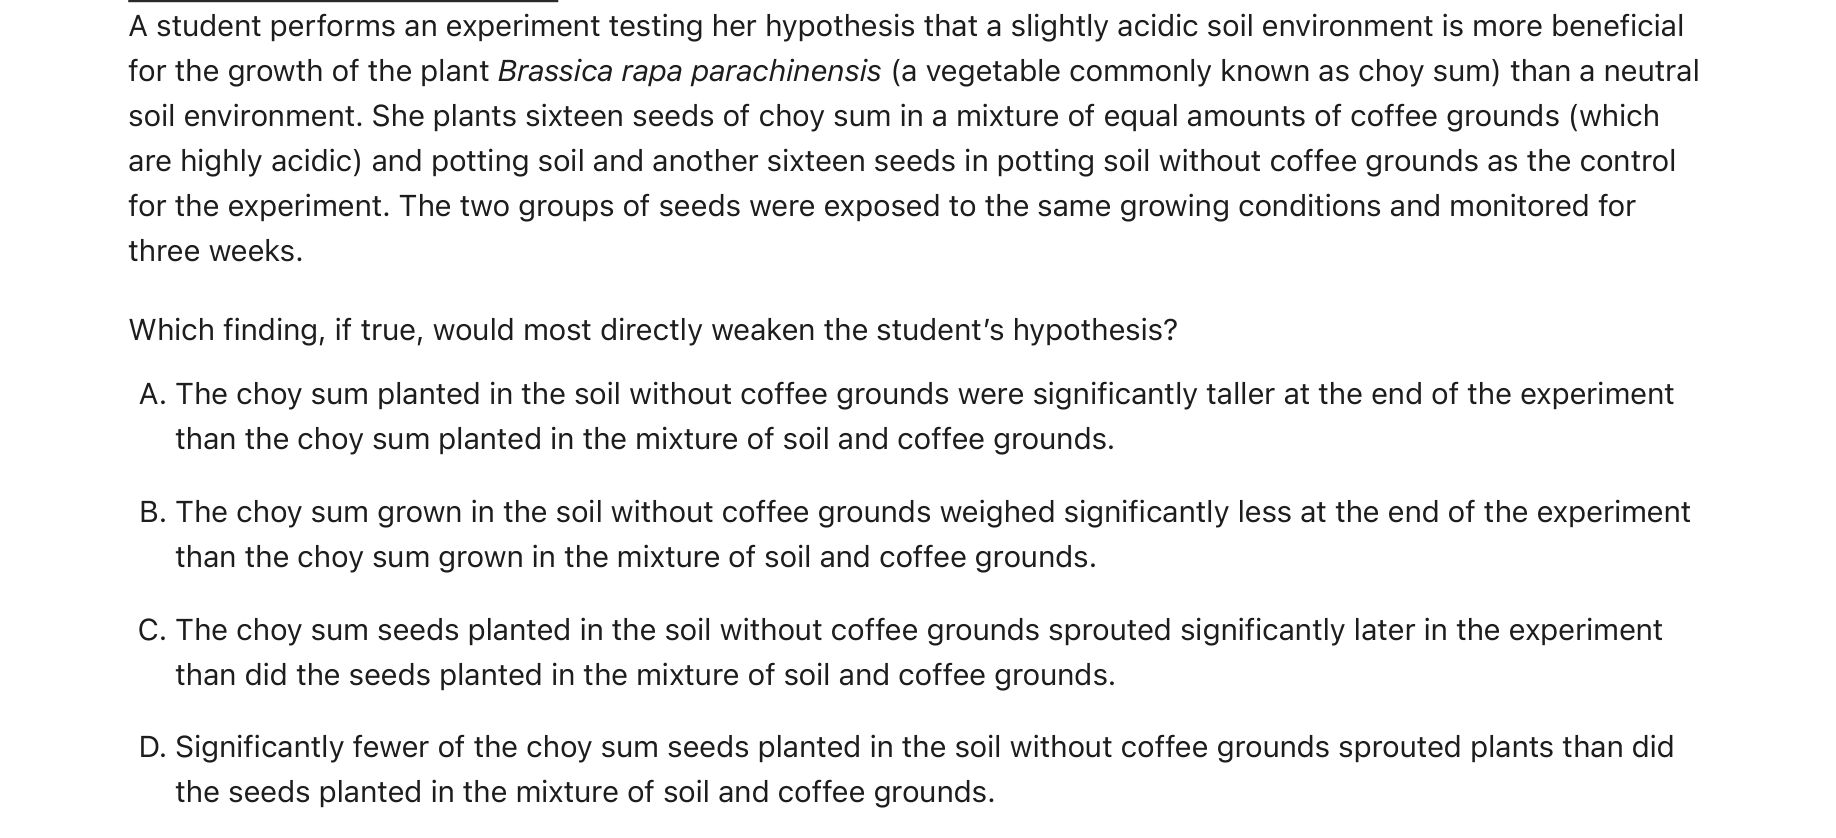 A student performs an experiment testing her hypothesis that a slightly acidic soil environment is more beneficial
for the growth of the plant Brassica rapa parachinensis (a vegetable commonly known as choy sum) than a neutral
soil environment. She plants sixteen seeds of choy sum in a mixture of equal amounts of coffee grounds (which
are highly acidic) and potting soil and another sixteen seeds in potting soil without coffee grounds as the control
for the experiment. The two groups of seeds were exposed to the same growing conditions and monitored for
three weeks.
Which finding, if true, would most directly weaken the student’s hypothesis?
A. The choy sum planted in the soil without coffee grounds were significantly taller at the end of the experiment
than the choy sum planted in the mixture of soil and coffee grounds.
B. The choy sum grown in the soil without coffee grounds weighed significantly less at the end of the experiment
than the choy sum grown in the mixture of soil and coffee grounds.
C. The choy sum seeds planted in the soil without coffee grounds sprouted significantly later in the experiment
than did the seeds planted in the mixture of soil and coffee grounds.
D. Significantly fewer of the choy sum seeds planted in the soil without coffee grounds sprouted plants than did
the seeds planted in the mixture of soil and coffee grounds.